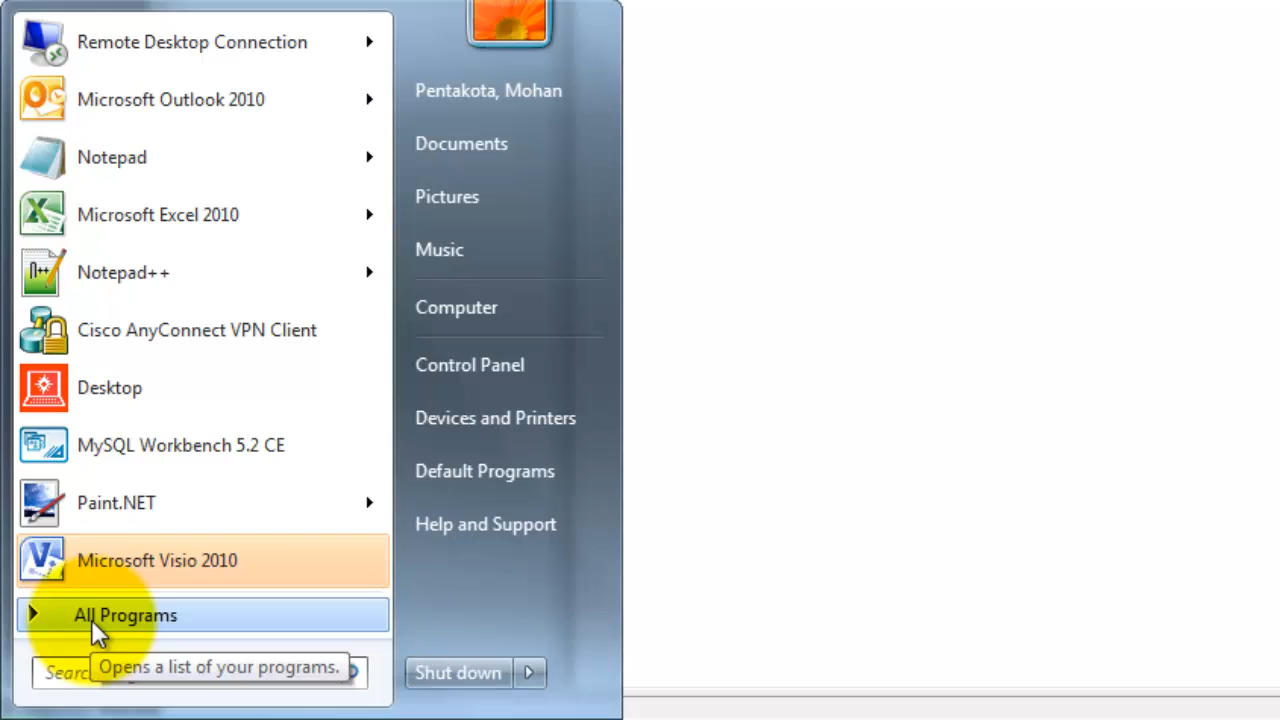 Remote Desktop Connection
Microsoft Outlook 2010
Notepad
Microsoft Excel 2010
Notepad++
Cisco AnyConnect VPN Client
Desktop
MySQL Workbench 5.2 CE
Paint.NET
Microsoft Visio 2010
All Programs
Opens a list of your programs.
Pentakota, Mohan
Documents
Pictures
Music
Computer
Control Panel
Devices and Printers
Default Programs
Help and Support
Shut down